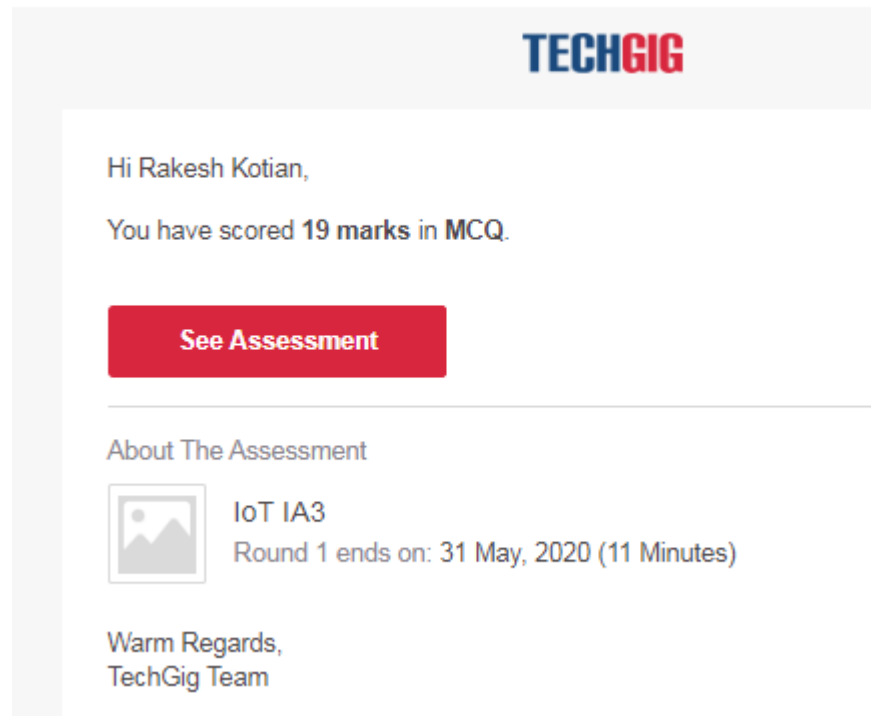 TECHGIG
Hi Rakesh Kotian,
You have scored 19 marks in MCQ.
See Assessment
About The Assessment
IoT IA3
Round 1 ends on: 31 May, 2020 (11 Minutes)
Warm Regards,
TechGig Team